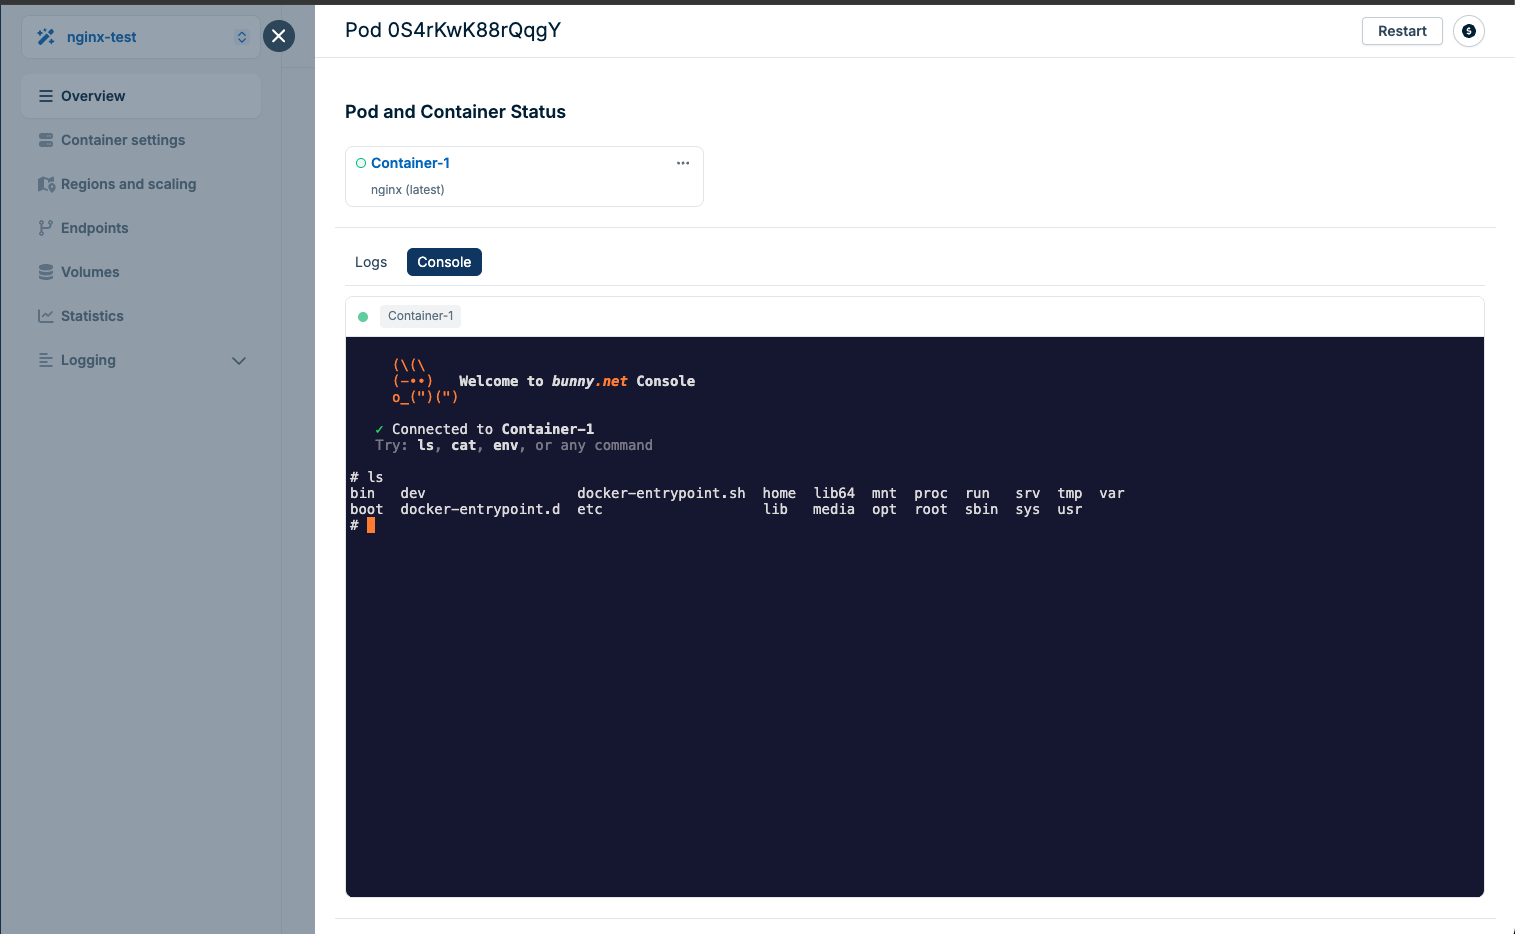 nginx-test
Overview
Container settings
Regions and scaling
Endpoints
Volumes
Statistics
Logging
Pod 0S4rKwK88rQqgY
Restart
$
Pod and Container Status
Container-1
nginx (latest)
Logs Console
Container-1
(\(\
(-••) Welcome to bunny.net Console
o_(")(")
✓ Connected to Container-1
Try: ls, cat, env, or any command
# ls
bin dev docker-entrypoint.sh home lib64 mnt proc run srv tmp var
boot docker-entrypoint.d etc lib media opt root sbin sys usr
#